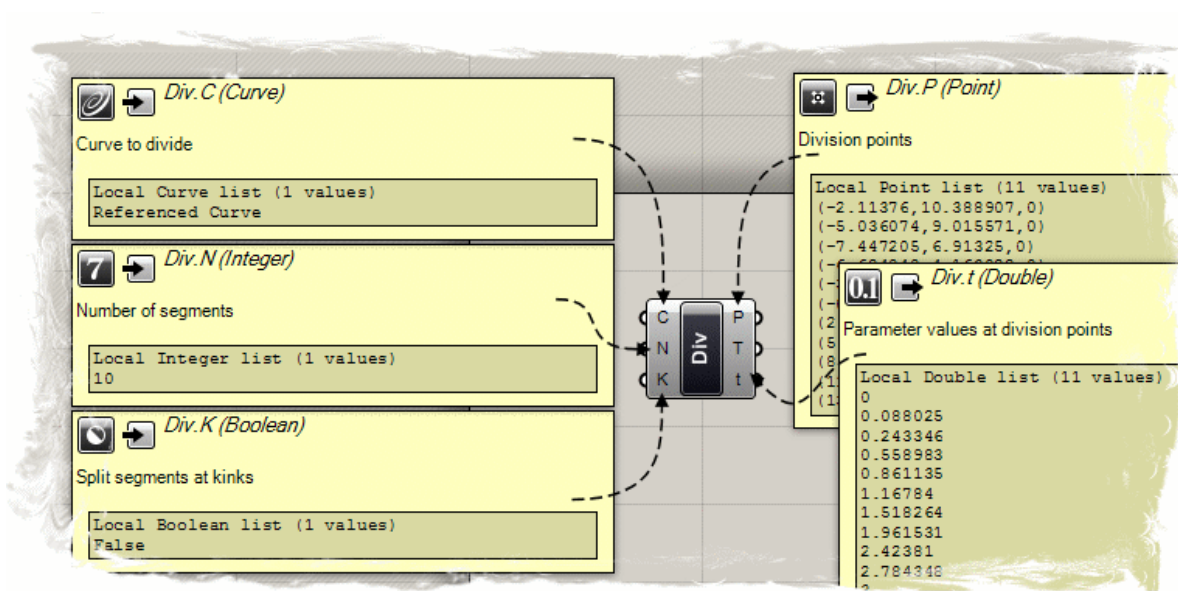 Div.C (Curve)
Curve to divide
Local Curve list (1 values)
Referenced Curve
7
Div.N (Integer)
Number of segments
Local Integer list (1 values)
10
Div.K (Boolean)
Split segments at kinks
Local Boolean list (1 values)
False
C
N
K
Div
P
T
t
Div.P (Point)
Division points
Local Point list (11 values)
(-2.11376,10.388907,0)
(-5.036074,9.015571,0)
(-7.447205,6.91325,0)
0.1
Div.t (Double)
Parameter values at division points
Local Double list (11 values)
0
0.088025
0.243346
0.558983
0.861135
1.16784
1.518264
1.961531
2.42381
2.784348